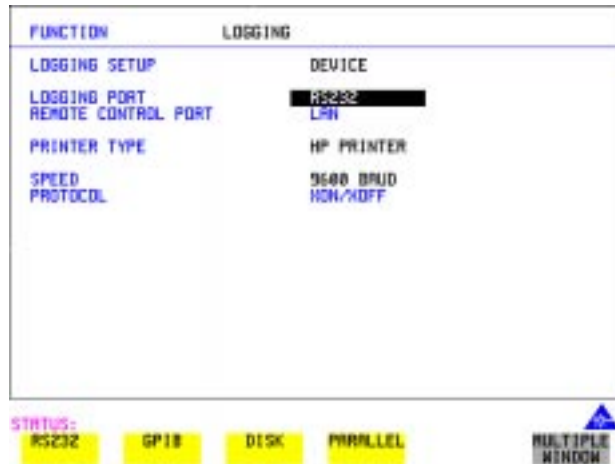 FUNCTION LOGGING
LOGGING SETUP DEVICE
LOGGING PORT RS232
REMOTE CONTROL PORT LAN
PRINTER TYPE HP PRINTER
SPEED 9600 BAUD
PROTOCOL XON/XOFF
STATUS:
RS232 GPIB DISK PARALLEL MULTIPLE
WINDOW